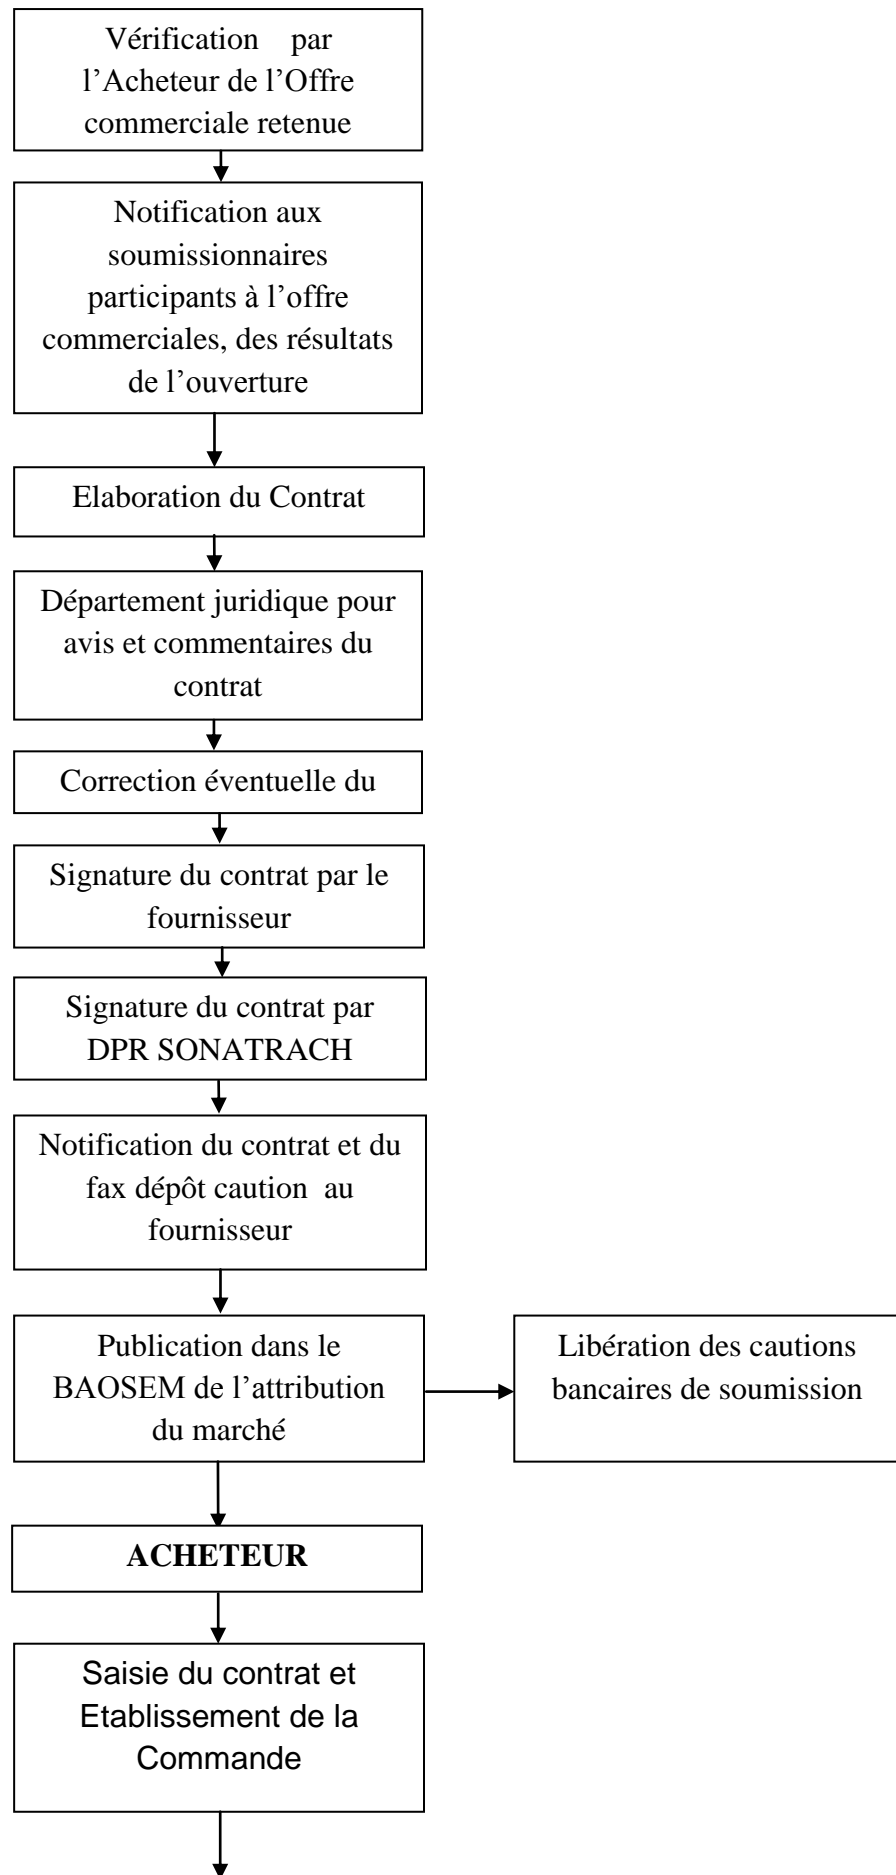 Vérification par
l’Acheteur de l’Offre
commerciale retenue
Notification aux
soumissionnaires
participants à l’offre
commerciales, des résultats
de l’ouverture
Elaboration du Contrat
Département juridique pour
avis et commentaires du
contrat
Correction éventuelle du
Signature du contrat par le
fournisseur
Signature du contrat par
DPR SONATRACH
Notification du contrat et du
fax dépôt caution au
fournisseur
Publication dans le
BAOSEM de l’attribution
du marché
Libération des cautions
bancaires de soumission
ACHETEUR
Saisie du contrat et
Etablissement de la
Commande